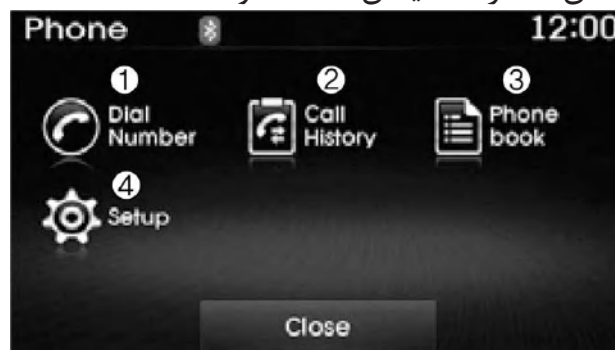 Phone 12:00
① Dial Number
② Call History
③ Phone book
④ Setup
Close